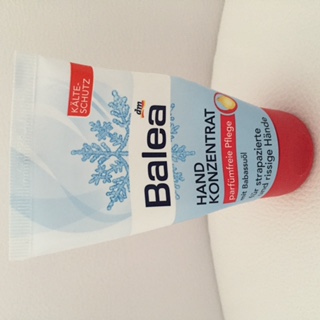 KÄLTE-
SCHUTZ
dm
Balea
HAND
KONZENTRAT
parfümfreie Pflege
mit Babassuöl
für strapazierte
und rissige Hände